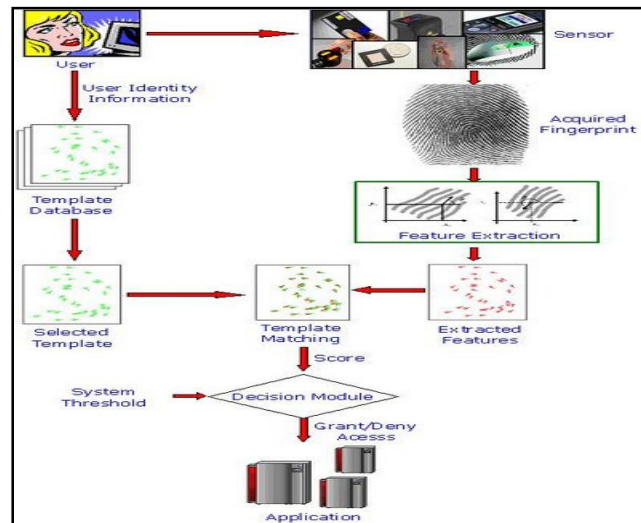 User
Sensor
User Identity
Information
Acquired
Fingerprint
Template
Database
Feature Extraction
Selected
Template
Template
Matching
Extracted
Features
Score
System
Threshold
Decision Module
Grant/Deny
Acesss
Application